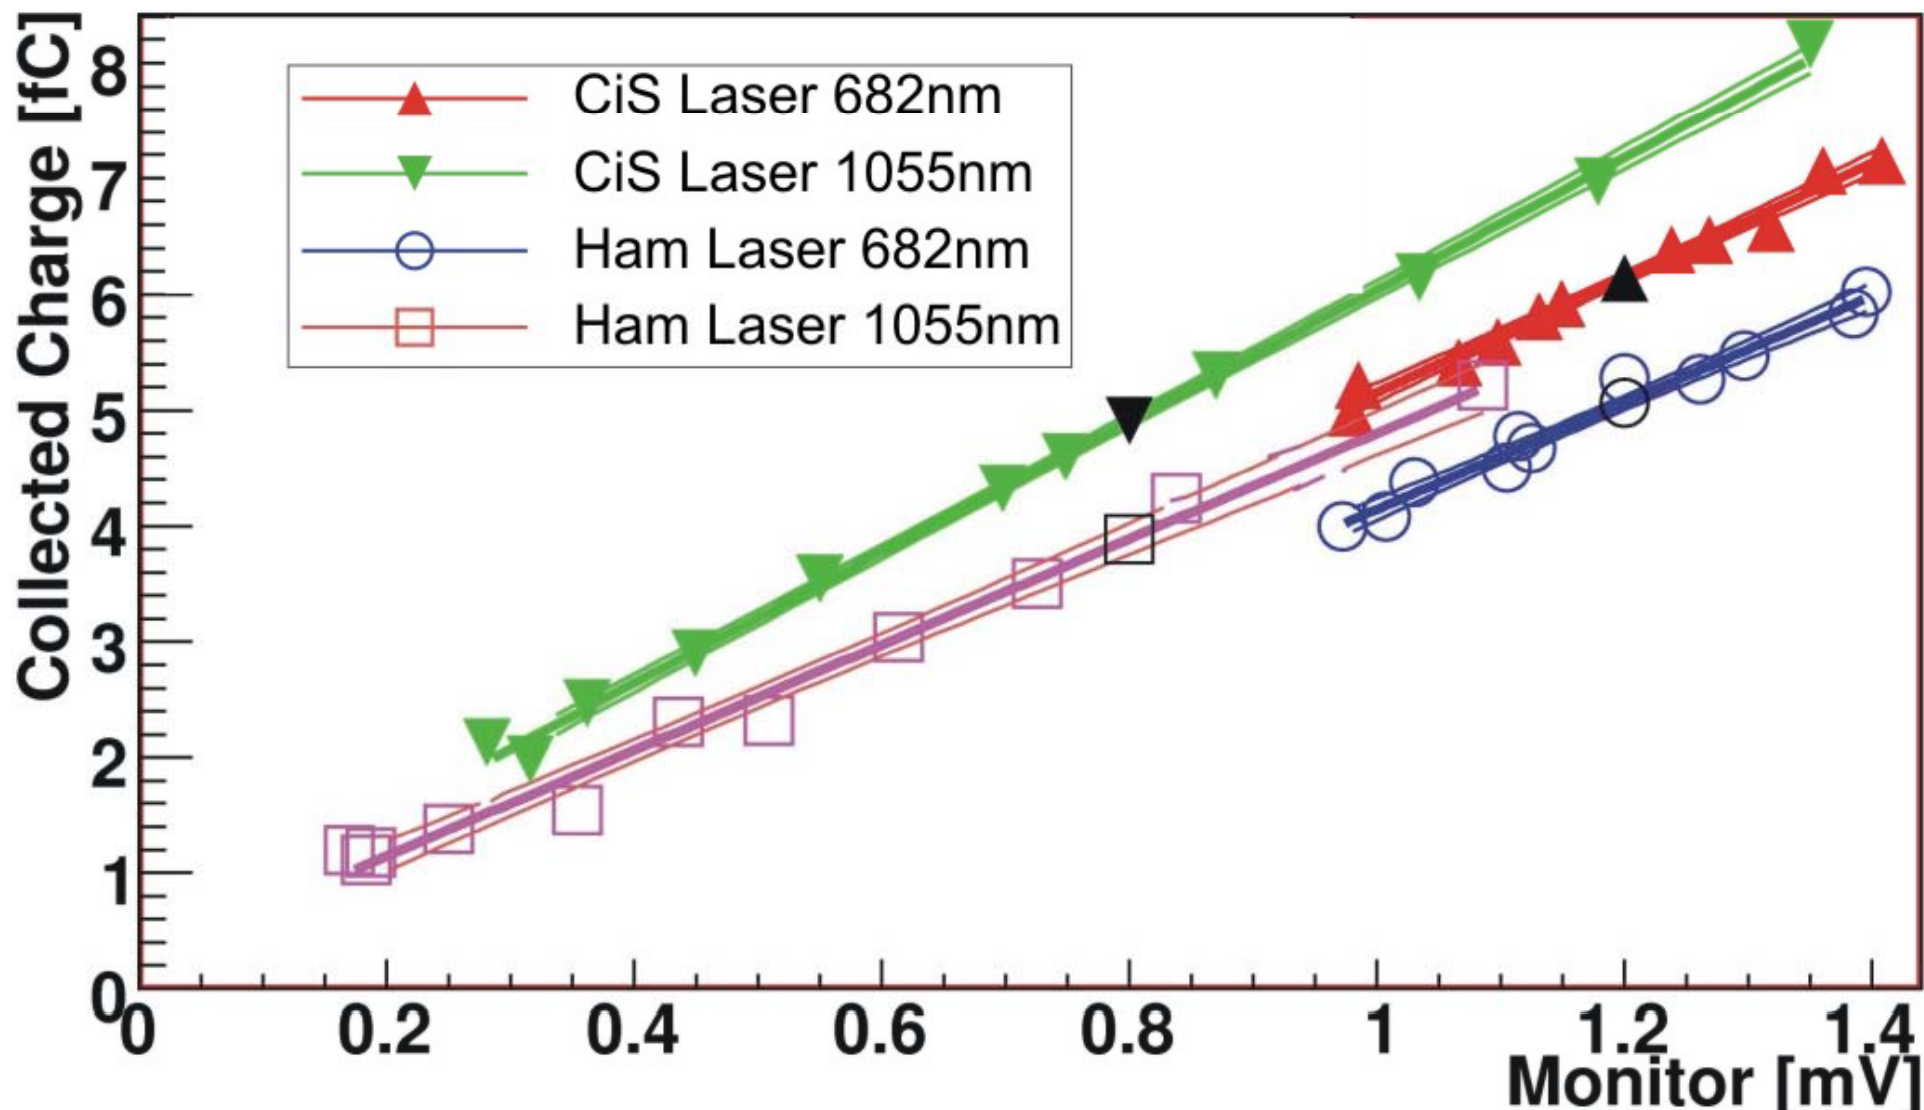 Collected Charge [fC]
8
7
6
5
4
3
2
1
0
CiS Laser 682nm
CiS Laser 1055nm
Ham Laser 682nm
Ham Laser 1055nm
0 0.2 0.4 0.6 0.8 1 1.2 1.4
Monitor [mV]